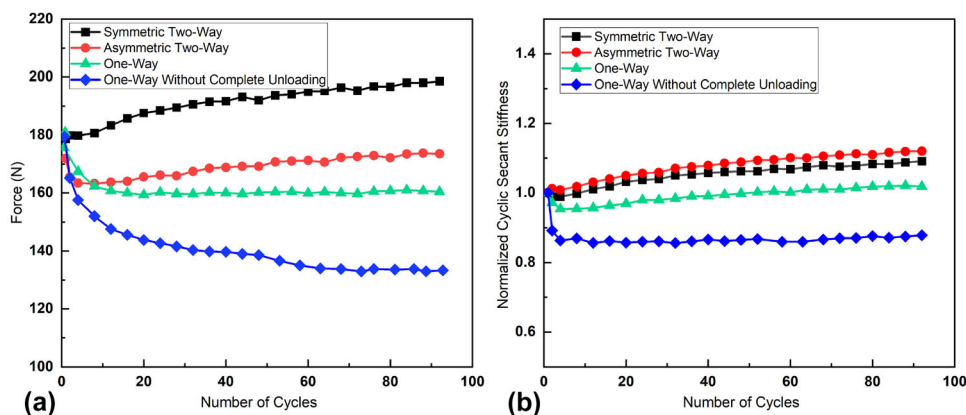 220
200
180
160
140
120
100
Force (N)
Symmetric Two-Way
Asymmetric Two-Way
One-Way
One-Way Without Complete Unloading
0 20 40 60 80 100
Number of Cycles
(a)
1.4
1.2
1.0
0.8
0.6
Normalized Cyclic Secant Stiffness
Symmetric Two-Way
Asymmetric Two-Way
One-Way
One-Way Without Complete Unloading
0 20 40 60 80 100
Number of Cycles
(b)